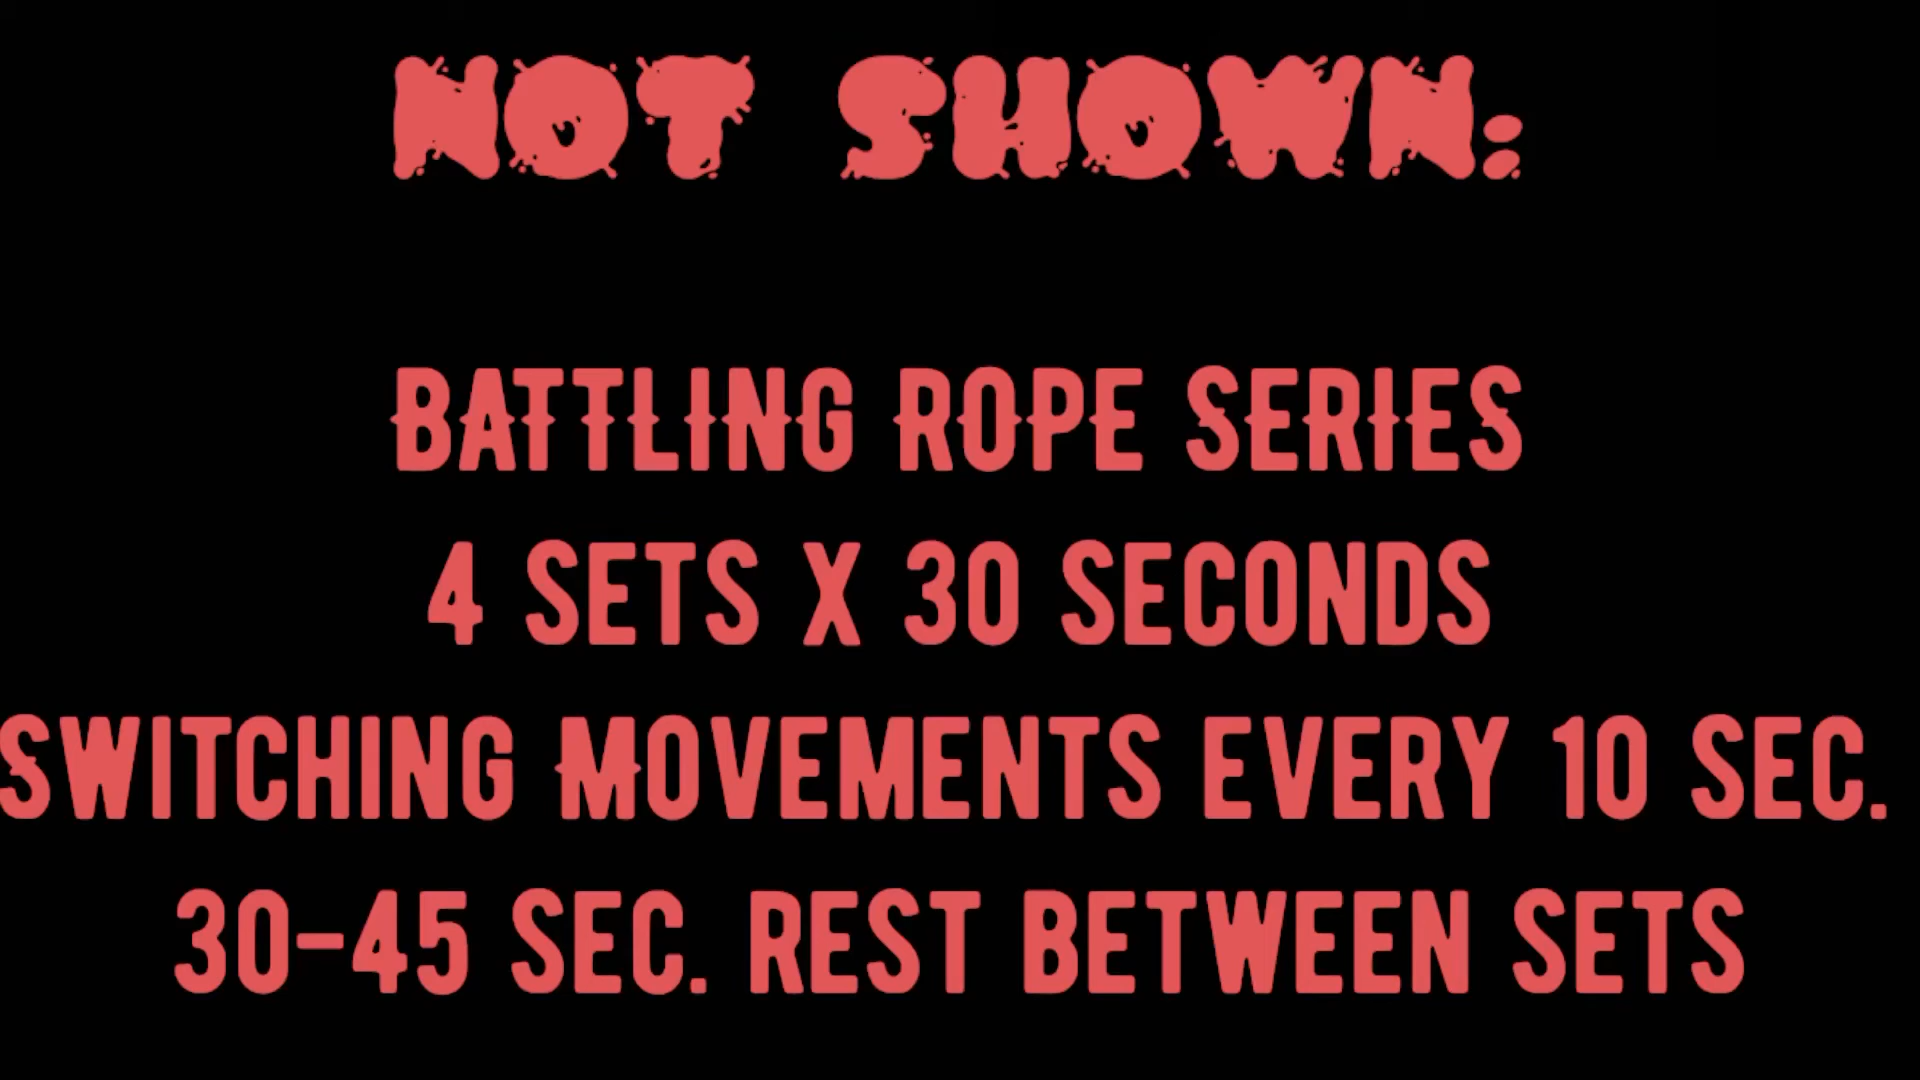 NOT SHOWN:
BATTLING ROPE SERIES
4 SETS X 30 SECONDS
SWITCHING MOVEMENTS EVERY 10 SEC.
30-45 SEC. REST BETWEEN SETS